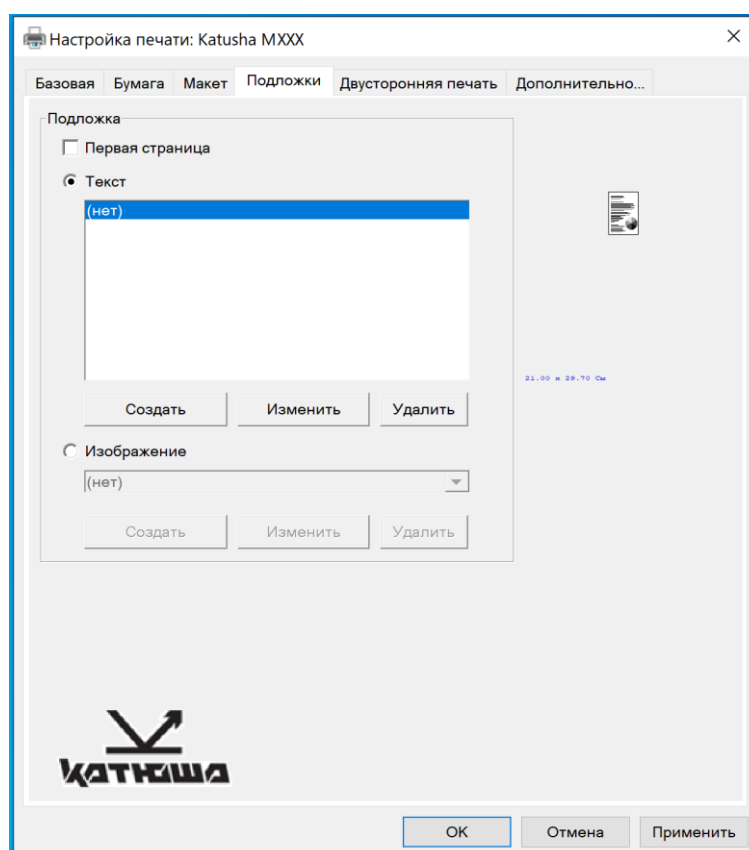 Настройка печати: Katusha MXXX
Базовая Бумага Макет Подложки Двусторонняя печать Дополнительно...
Подложка
Первая страница
Текст
(нет)
21.00 x 29.70 См
Создать Изменить Удалить
Изображение
(нет)
Создать Изменить Удалить
катюша
OK Отмена Применить